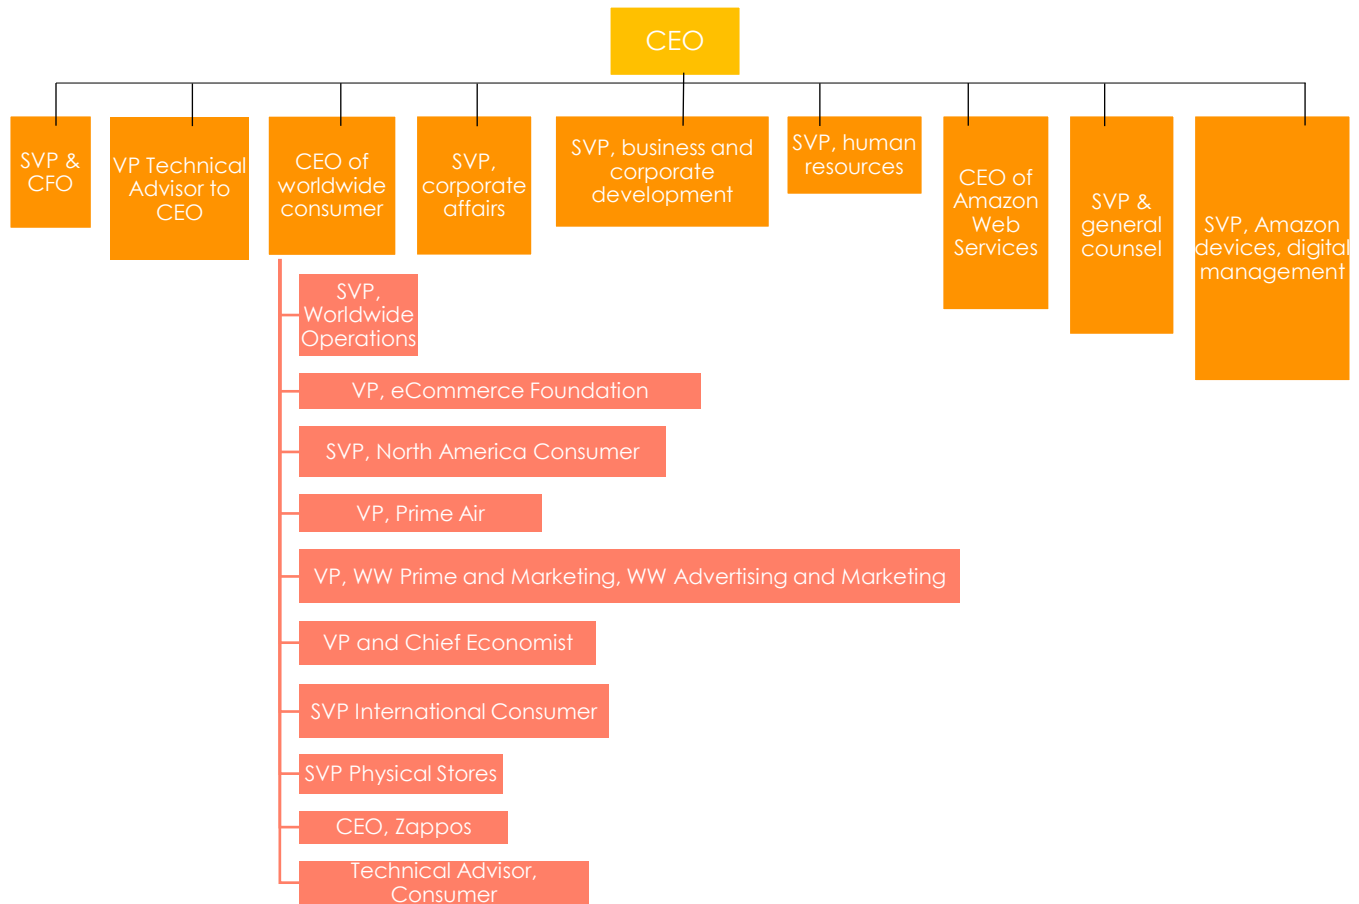 CEO
SVP &
CFO
VP Technical
Advisor to
CEO
CEO of
worldwide
consumer
SVP,
corporate
affairs
SVP, business and
corporate
development
SVP, human
resources
CEO of
Amazon
Web
Services
SVP &
general
counsel
SVP, Amazon
devices, digital
management
SVP,
Worldwide
Operations
VP, eCommerce Foundation
SVP, North America Consumer
VP, Prime Air
VP, WW Prime and Marketing, WW Advertising and Marketing
VP and Chief Economist
SVP International Consumer
SVP Physical Stores
CEO, Zappos
Technical Advisor,
Consumer